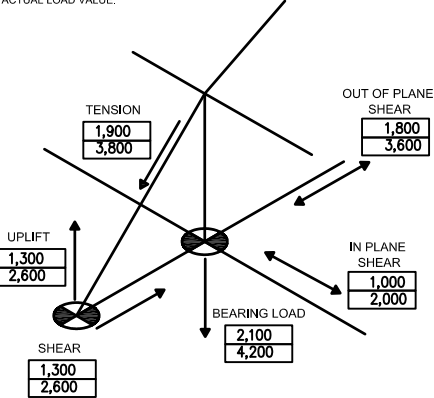 ACTUAL LOAD VALUE.
TENSION
1,900
3,800
OUT OF PLANE
SHEAR
1,800
3,600
UPLIFT
1,300
2,600
IN PLANE
SHEAR
1,000
2,000
BEARING LOAD
2,100
4,200
SHEAR
1,300
2,600